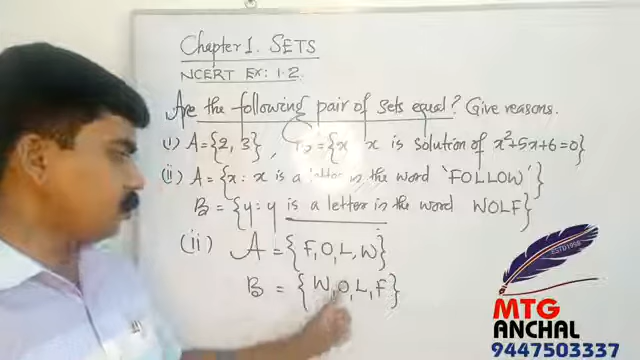 Chapter 1. SETS
NCERT Ex: 1.2
Are the following pair of sets equal? Give reasons.
(i) A={2, 3}, ={x x is solution of x²+5x+6=0}
(ii) A={x: x is a letter in the word 'FOLLOW'}
B={y: y is a letter in the word WOLF}
(ii) A={F,O,L,W}
B={W,O,L,F}
ESTD1956
MTG
ANCHAL
9447503337